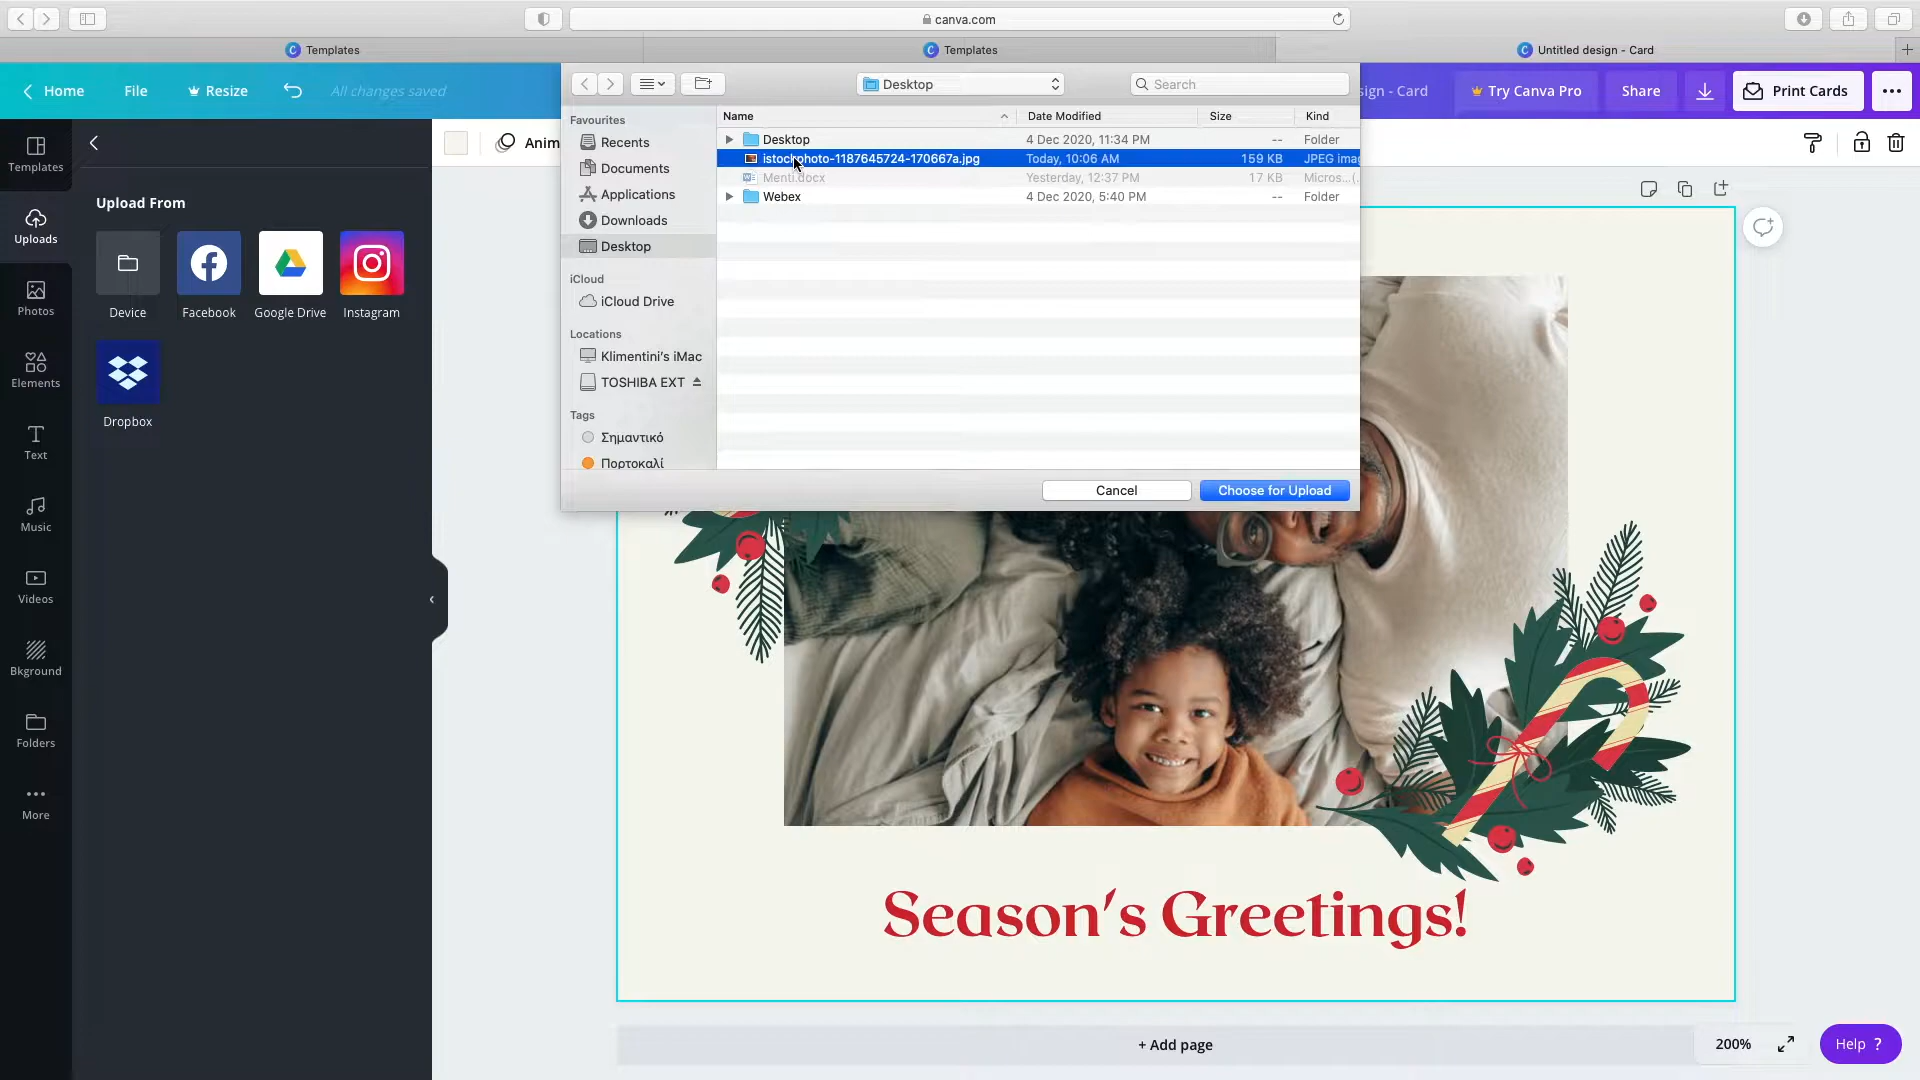 canva.com
Templates
Templates
Untitled design - Card
Home
File
Resize
All changes saved
Desktop
Search
sign - Card
Try Canva Pro
Share
Print Cards
Templates
Uploads
Photos
Elements
Text
Music
Videos
Bkground
Folders
More
Upload From
Device
Facebook
Google Drive
Instagram
Dropbox
Anim
Favourites
Recents
Documents
Applications
Downloads
Desktop
iCloud
iCloud Drive
Locations
Klimentini's iMac
TOSHIBA EXT
Tags
Σημαντικό
Πορτοκαλί
Name Date Modified Size Kind
Desktop 4 Dec 2020, 11:34 PM -- Folder
istockphoto-1187645724-170667a.jpg Today, 10:06 AM 159 KB JPEG imag
Menti.docx Yesterday, 12:37 PM 17 KB Micros...(.
Webex 4 Dec 2020, 5:40 PM -- Folder
Cancel
Choose for Upload
Season's Greetings!
+ Add page
200%
Help ?